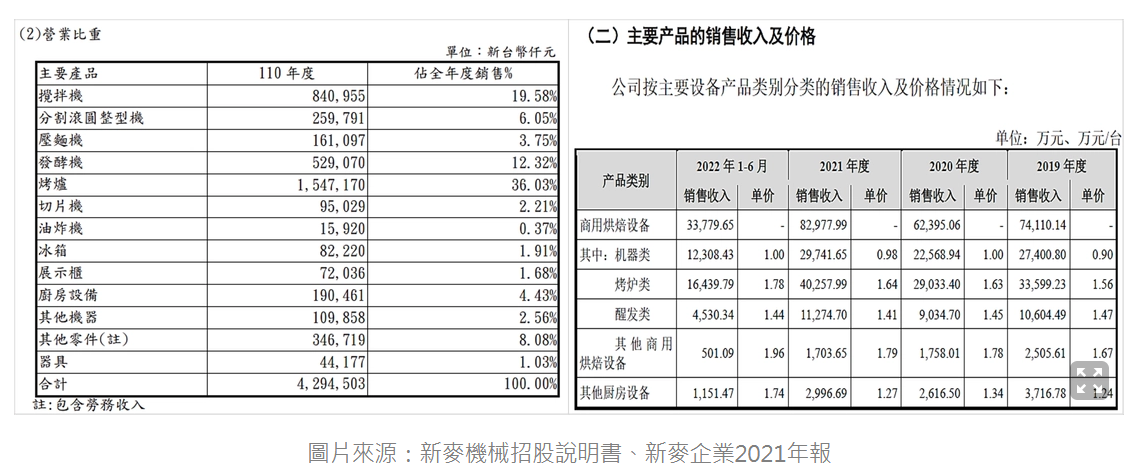 (2)營業比重
單位：新台幣仟元
主要產品 110年度 佔全年度銷售%
攪拌機 840,955 19.58%
分割滾圓整型機 259,791 6.05%
壓麵機 161,097 3.75%
發酵機 529,070 12.32%
烤爐 1,547,170 36.03%
切片機 95,029 2.21%
油炸機 15,920 0.37%
冰箱 82,220 1.91%
展示櫃 72,036 1.68%
廚房設備 190,461 4.43%
其他機器 109,858 2.56%
其他零件(註) 346,719 8.08%
器具 44,177 1.03%
合計 4,294,503 100.00%
註:包含勞務收入
（二）主要产品的销售收入及价格
公司按主要设备产品类别分类的销售收入及价格情况如下：
单位：万元、万元/台
产品类别 2022年1-6月 2021年度 2020年度 2019年度
销售收入 单价 销售收入 单价 销售收入 单价 销售收入 单价
商用烘焙设备 33,779.65 - 82,977.99 - 62,395.06 - 74,110.14 -
其中：机器类 12,308.43 1.00 29,741.65 0.98 22,568.94 1.00 27,400.80 0.90
烤炉类 16,439.79 1.78 40,257.99 1.64 29,033.40 1.63 33,599.23 1.56
醒发类 4,530.34 1.44 11,274.70 1.41 9,034.70 1.45 10,604.49 1.47
其他商用
烘焙设备 501.09 1.96 1,703.65 1.79 1,758.01 1.78 2,505.61 1.67
其他厨房设备 1,151.47 1.74 2,996.69 1.27 2,616.50 1.34 3,716.78 1.24
圖片來源：新麥機械招股說明書、新麥企業2021年報